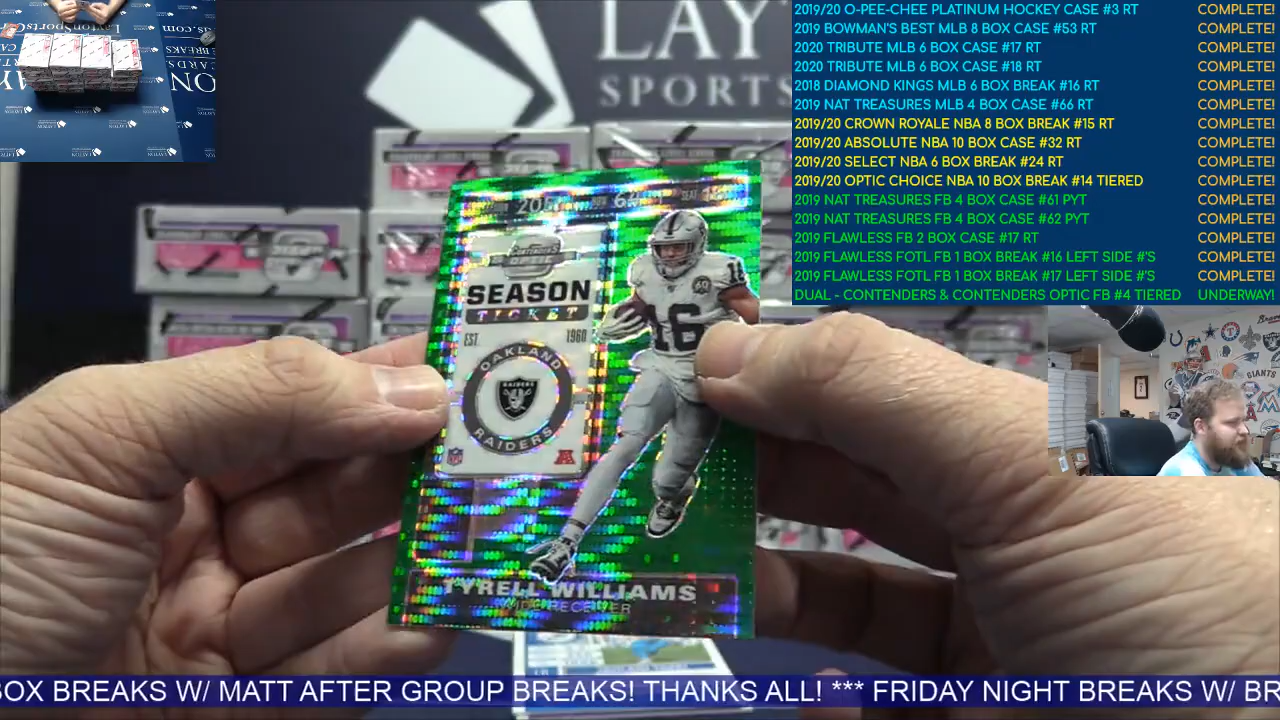 LAY
SPORTS
2019/20 O-PEE-CHEE PLATINUM HOCKEY CASE #3 RT COMPLETE!
2019 BOWMAN'S BEST MLB 8 BOX CASE #53 RT COMPLETE!
2020 TRIBUTE MLB 6 BOX CASE #17 RT COMPLETE!
2020 TRIBUTE MLB 6 BOX CASE #18 RT COMPLETE!
2018 DIAMOND KINGS MLB 6 BOX BREAK #16 RT COMPLETE!
2019 NAT TREASURES MLB 4 BOX CASE #66 RT COMPLETE!
2019/20 CROWN ROYALE NBA 8 BOX BREAK #15 RT COMPLETE!
2019/20 ABSOLUTE NBA 10 BOX CASE #32 RT COMPLETE!
2019/20 SELECT NBA 6 BOX BREAK #24 RT COMPLETE!
2019/20 OPTIC CHOICE NBA 10 BOX BREAK #14 TIERED COMPLETE!
2019 NAT TREASURES FB 4 BOX CASE #61 PYT COMPLETE!
2019 NAT TREASURES FB 4 BOX CASE #62 PYT COMPLETE!
2019 FLAWLESS FB 2 BOX CASE #17 RT COMPLETE!
2019 FLAWLESS FOTL FB 1 BOX BREAK #16 LEFT SIDE #'S COMPLETE!
2019 FLAWLESS FOTL FB 1 BOX BREAK #17 LEFT SIDE #'S COMPLETE!
DUAL - CONTENDERS & CONTENDERS OPTIC FB #4 TIERED UNDERWAY!
Contenders
OPTIC
SEASON
TICKET
EST. 1960
OAKLAND
RAIDERS
RAIDERS
16
60
TYRELL WILLIAMS
WIDE RECEIVER
GIANTS
BOX BREAKS W/ MATT AFTER GROUP BREAKS! THANKS ALL! *** FRIDAY NIGHT BREAKS W/ BR